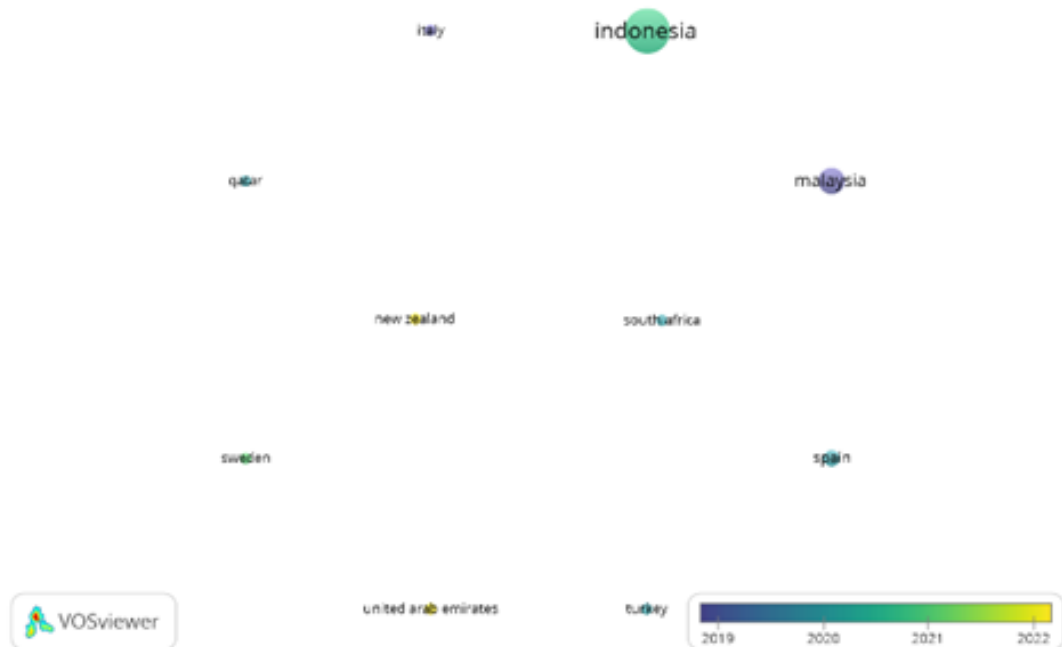 italy
indonesia
qatar
malaysia
new zealand
south africa
sweden
spain
united arab emirates
turkey
VOSviewer
2019
2020
2021
2022